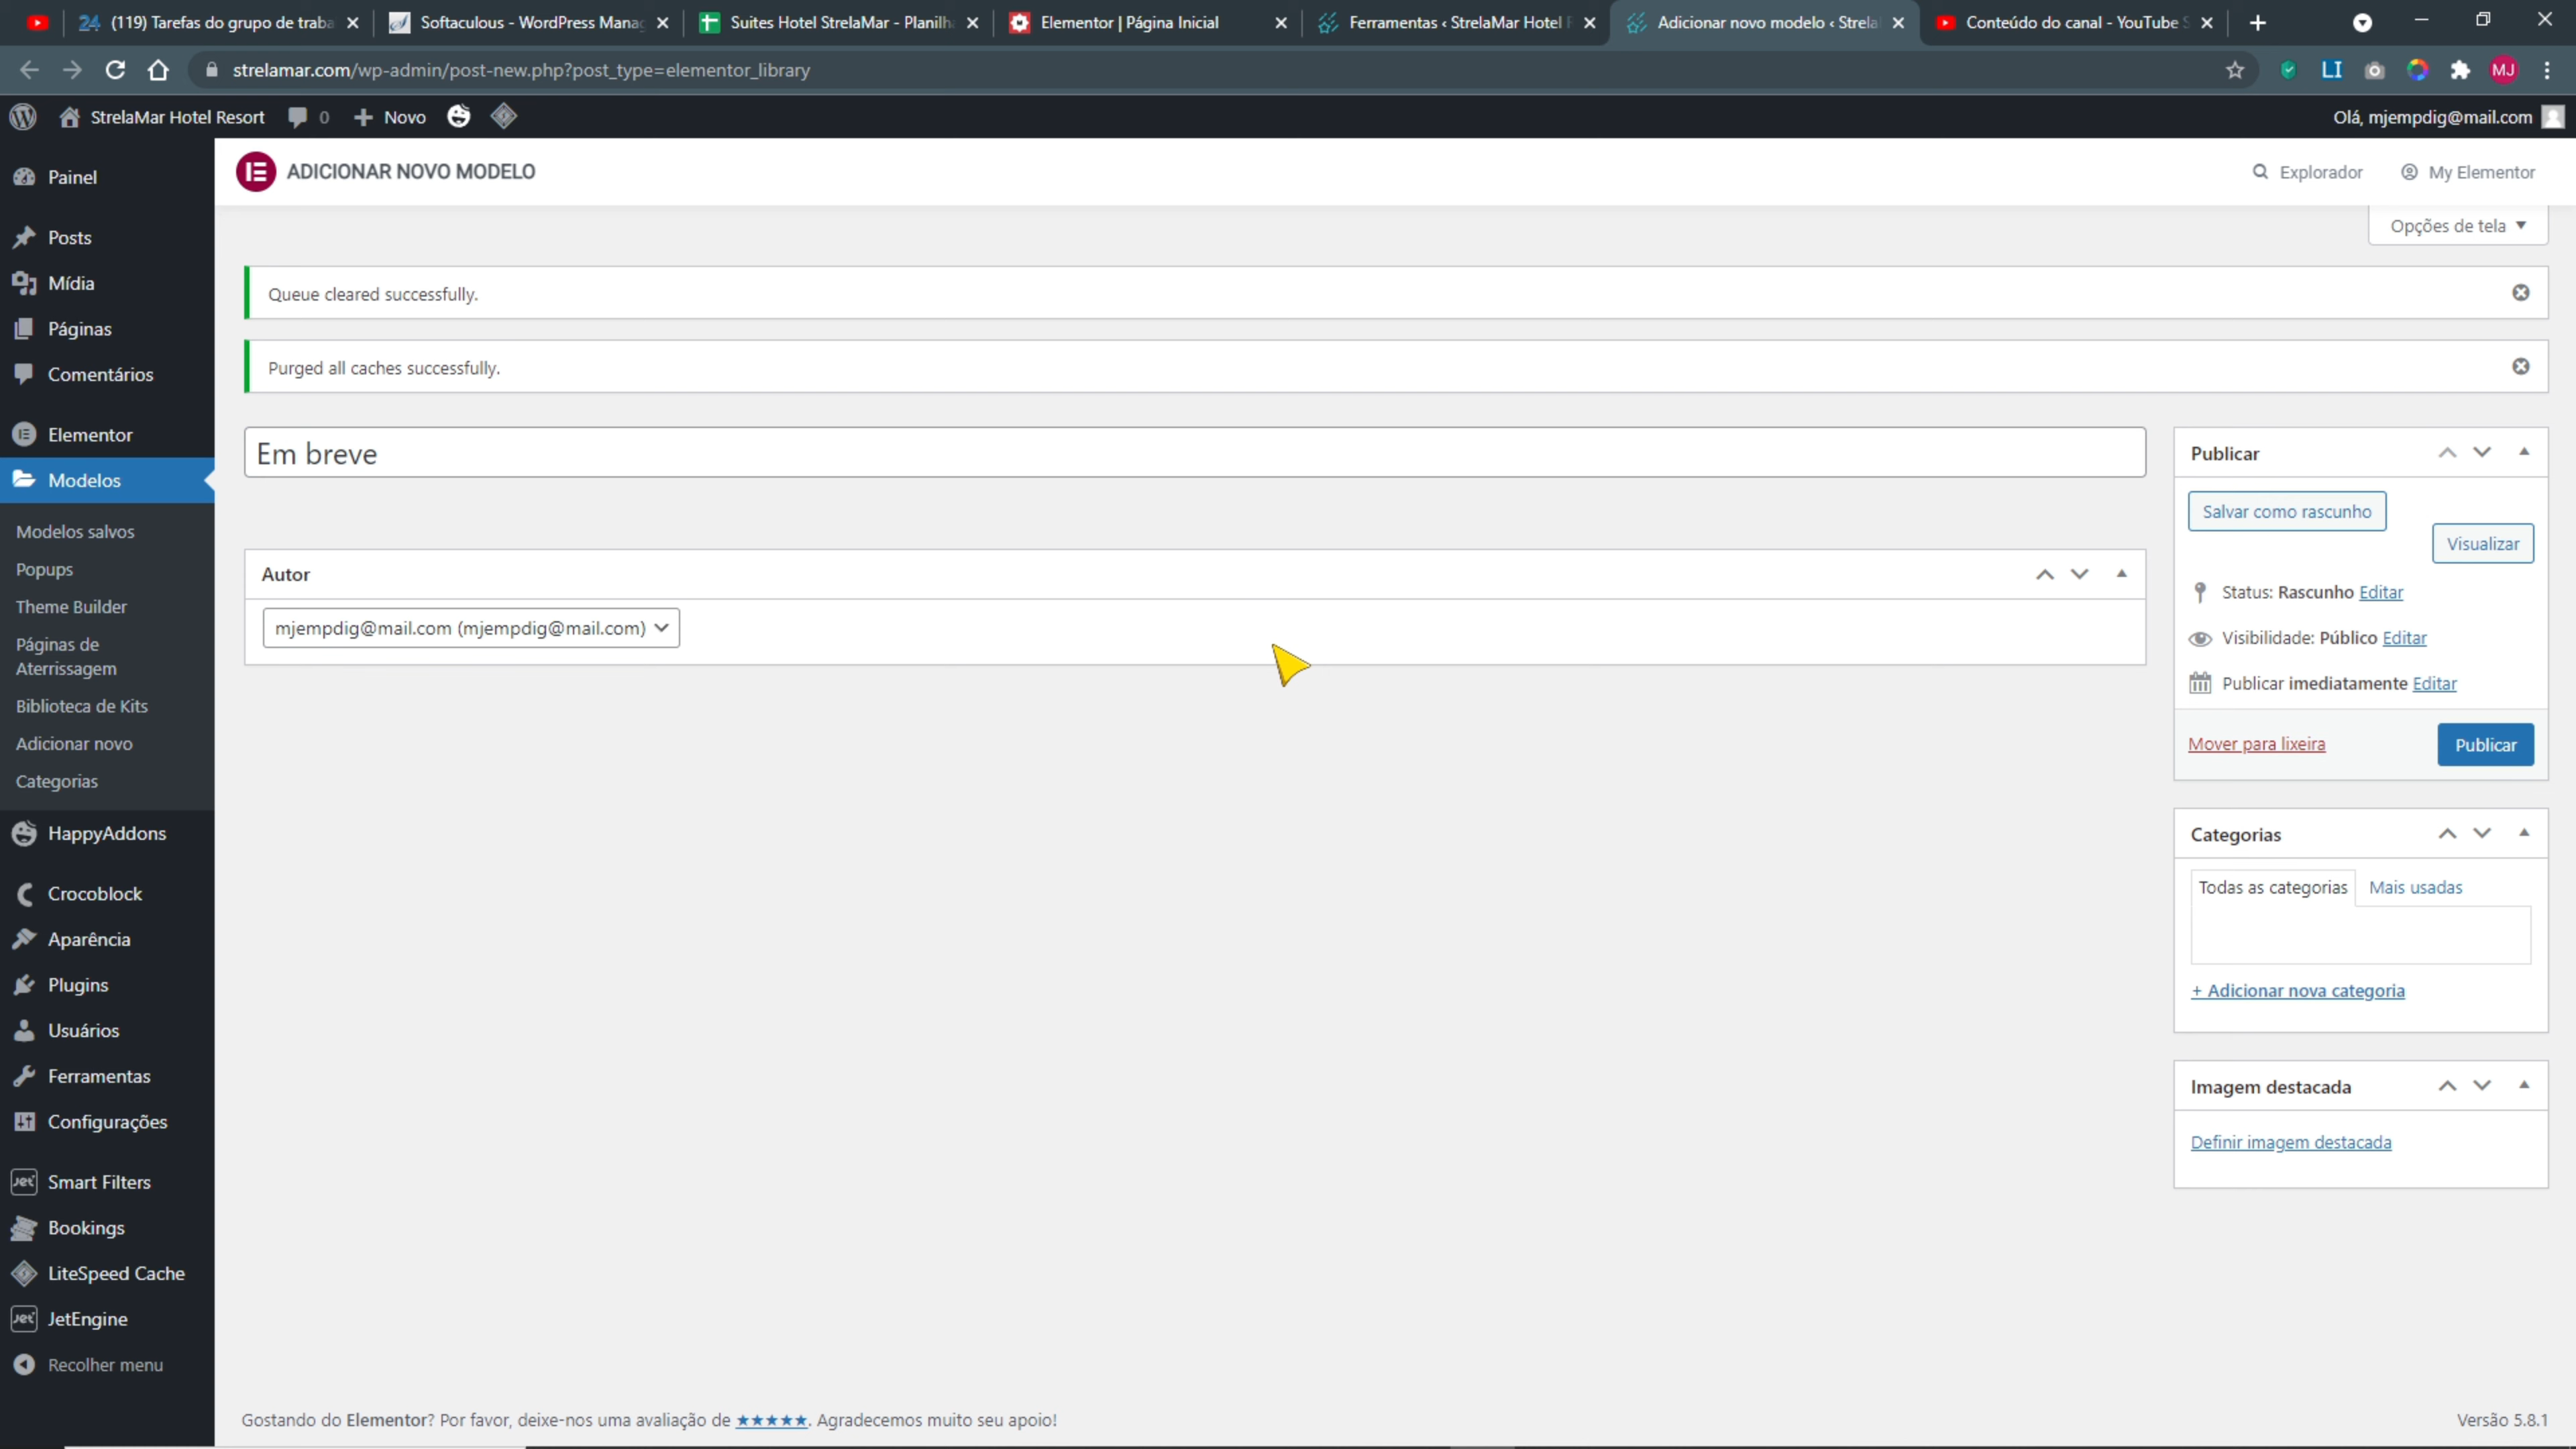 (119) Tarefas do grupo de traba
Softaculous - WordPress Manag
Suites Hotel StrelaMar - Planilh
Elementor | Página Inicial
Ferramentas ‹ StrelaMar Hotel R
Adicionar novo modelo ‹ Strela
Conteúdo do canal - YouTube S
strelamar.com/wp-admin/post-new.php?post_type=elementor_library
LI
MJ
StrelaMar Hotel Resort
0
Novo
Olá, mjempdig@mail.com
ADICIONAR NOVO MODELO
Explorador
My Elementor
Opções de tela
Painel
Posts
Mídia
Páginas
Comentários
Elementor
Modelos
Modelos salvos
Popups
Theme Builder
Páginas de
Aterrissagem
Biblioteca de Kits
Adicionar novo
Categorias
HappyAddons
Crocoblock
Aparência
Plugins
Usuários
Ferramentas
Configurações
Smart Filters
Bookings
LiteSpeed Cache
JetEngine
Recolher menu
Queue cleared successfully.
Purged all caches successfully.
Em breve
Autor
mjempdig@mail.com (mjempdig@mail.com)
Publicar
Salvar como rascunho
Visualizar
Status: Rascunho Editar
Visibilidade: Público Editar
Publicar imediatamente Editar
Mover para lixeira
Publicar
Categorias
Todas as categorias
Mais usadas
+ Adicionar nova categoria
Imagem destacada
Definir imagem destacada
Gostando do Elementor? Por favor, deixe-nos uma avaliação de ★★★★★. Agradecemos muito seu apoio!
Versão 5.8.1